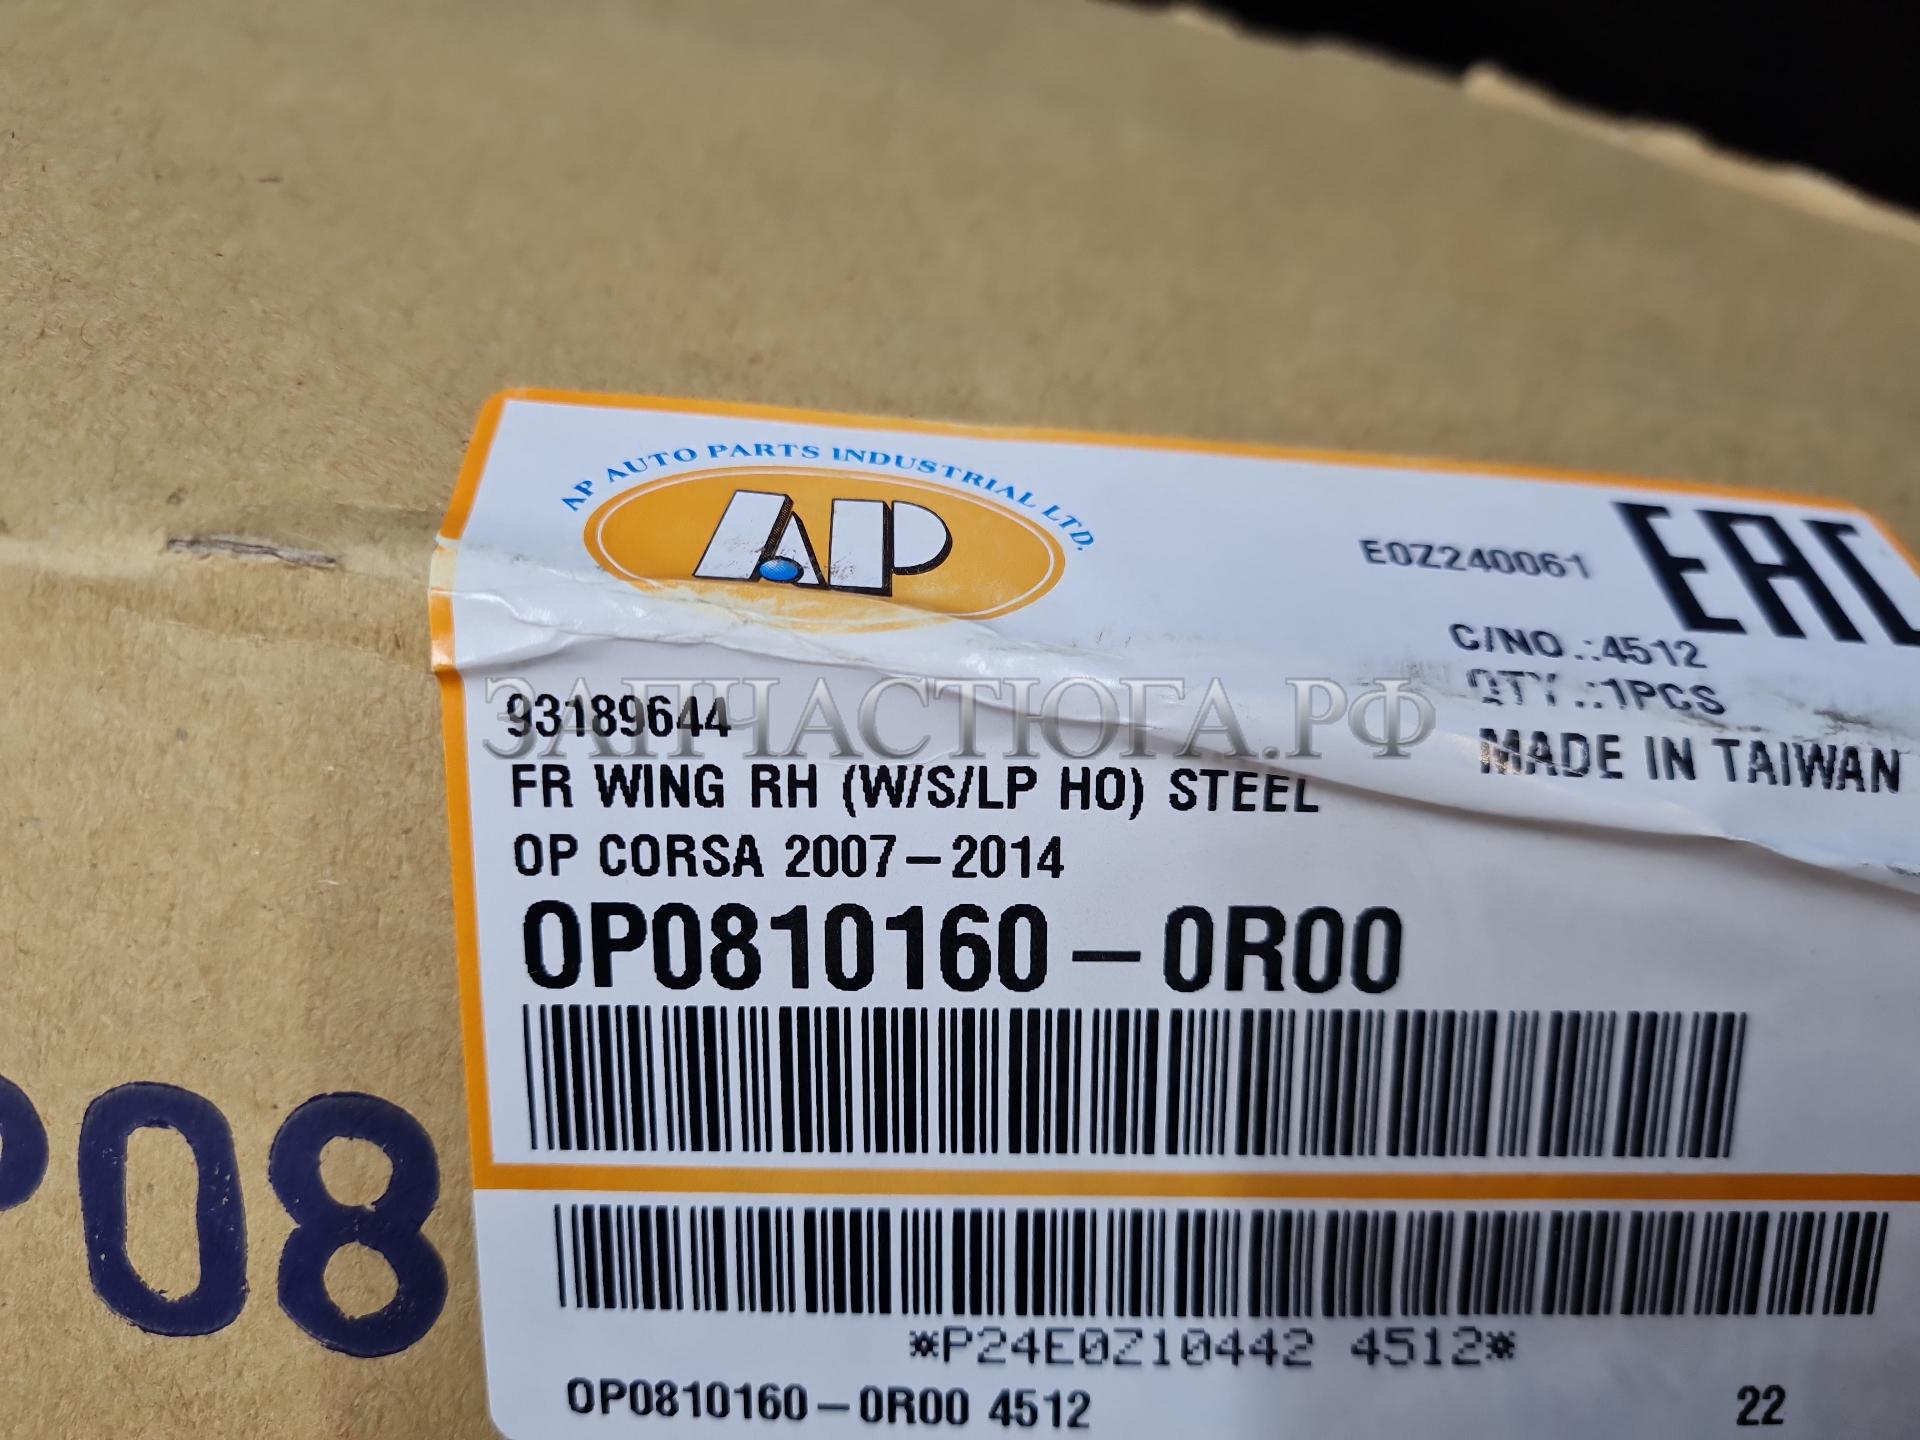 AP AUTO PARTS INDUSTRIAL LTD.
AP
E0Z240061
EAC
C/NO.:4512
QTY.:1PCS
MADE IN TAIWAN
ЗАПЧАСТЮГА.РФ
93189644
FR WING RH (W/S/LP HO) STEEL
OP CORSA 2007-2014
OP0810160-0R00
*P24E0Z10442 4512*
OP0810160-0R00 4512
22
P08